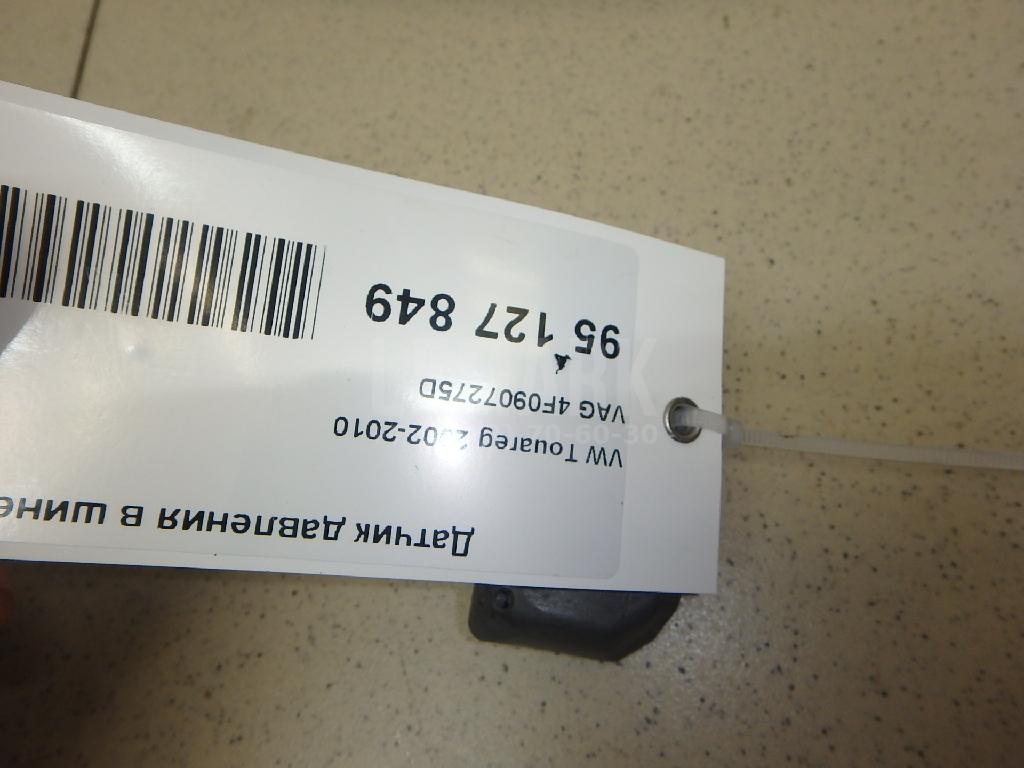 Датчик давления в шине
VW Touareg 2002-2010
VAG 4F0907275D
95 127 849